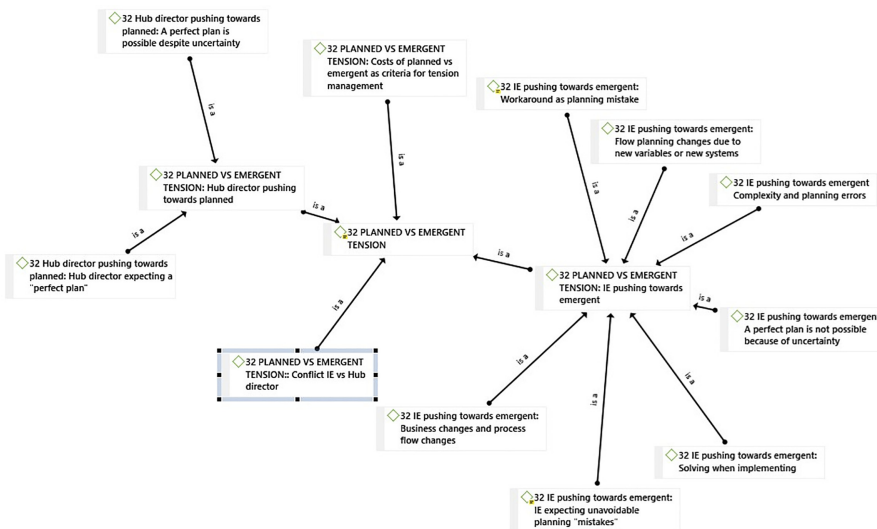 32 Hub director pushing towards
planned: A perfect plan is
possible despite uncertainty
32 PLANNED VS EMERGENT
TENSION: Costs of planned vs
emergent as criteria for tension
management
32 IE pushing towards emergent:
Workaround as planning mistake
32 IE pushing towards emergent:
Flow planning changes due to
new variables or new systems
is a
is a
32 PLANNED VS EMERGENT
TENSION: Hub director pushing
towards planned
is a
is a
32 IE pushing towards emergent
Complexity and planning errors
is a
is a
is a
32 PLANNED VS EMERGENT
TENSION
is a
is a
32 Hub director pushing towards
planned: Hub director expecting a
"perfect plan"
32 PLANNED VS EMERGENT
TENSION: IE pushing towards
emergent
is a
is a
32 IE pushing towards emergen
A perfect plan is not possible
because of uncertainty
32 PLANNED VS EMERGENT
TENSION:: Conflict IE vs Hub
director
is a
is a
is a
32 IE pushing towards emergent:
Business changes and process
flow changes
32 IE pushing towards emergent:
Solving when implementing
32 IE pushing towards emergent:
IE expecting unavoidable
planning "mistakes"